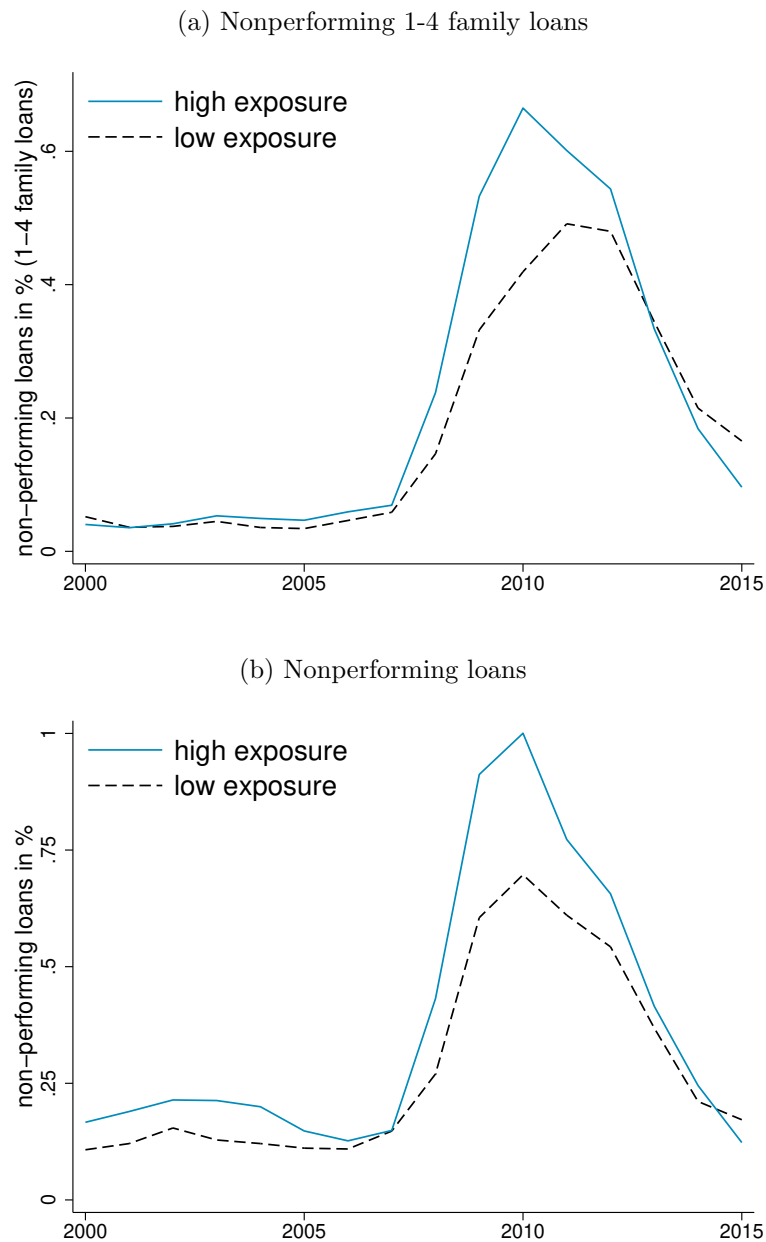 (a) Nonperforming 1-4 family loans
high exposure
low exposure
non−performing loans in % (1−4 family loans)
.6
.4
.2
0
2000 2005 2010 2015
(b) Nonperforming loans
high exposure
low exposure
non−performing loans in %
1
.75
.5
.25
0
2000 2005 2010 2015